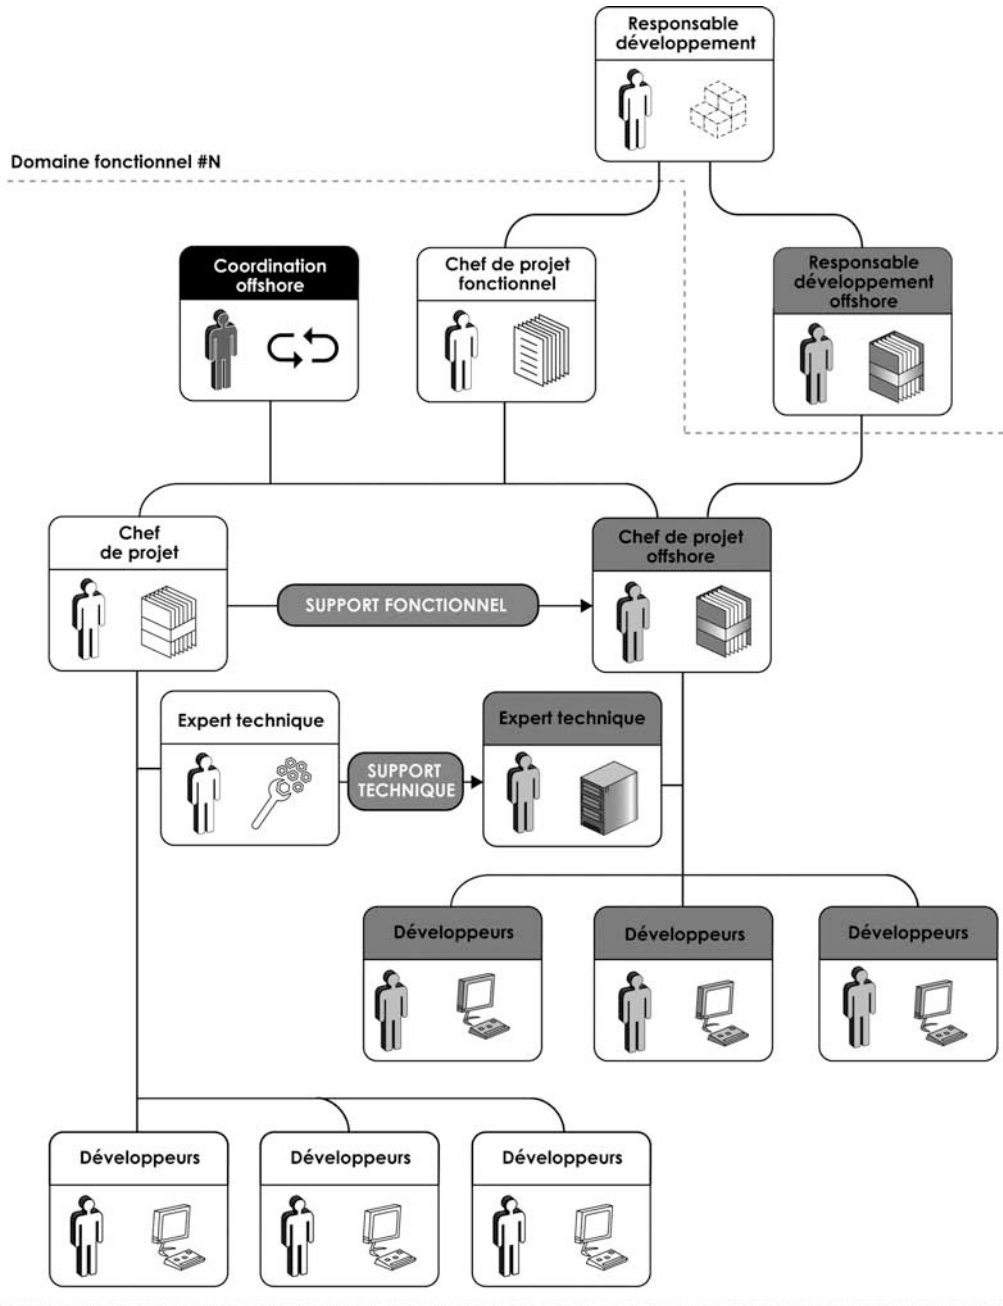 Responsable
développement
Domaine fonctionnel #N
Coordination
offshore
Chef de projet
fonctionnel
Responsable
développement
offshore
Chef
de projet
Chef de projet
offshore
SUPPORT FONCTIONNEL
Expert technique
Expert technique
SUPPORT
TECHNIQUE
Développeurs
Développeurs
Développeurs
Développeurs
Développeurs
Développeurs